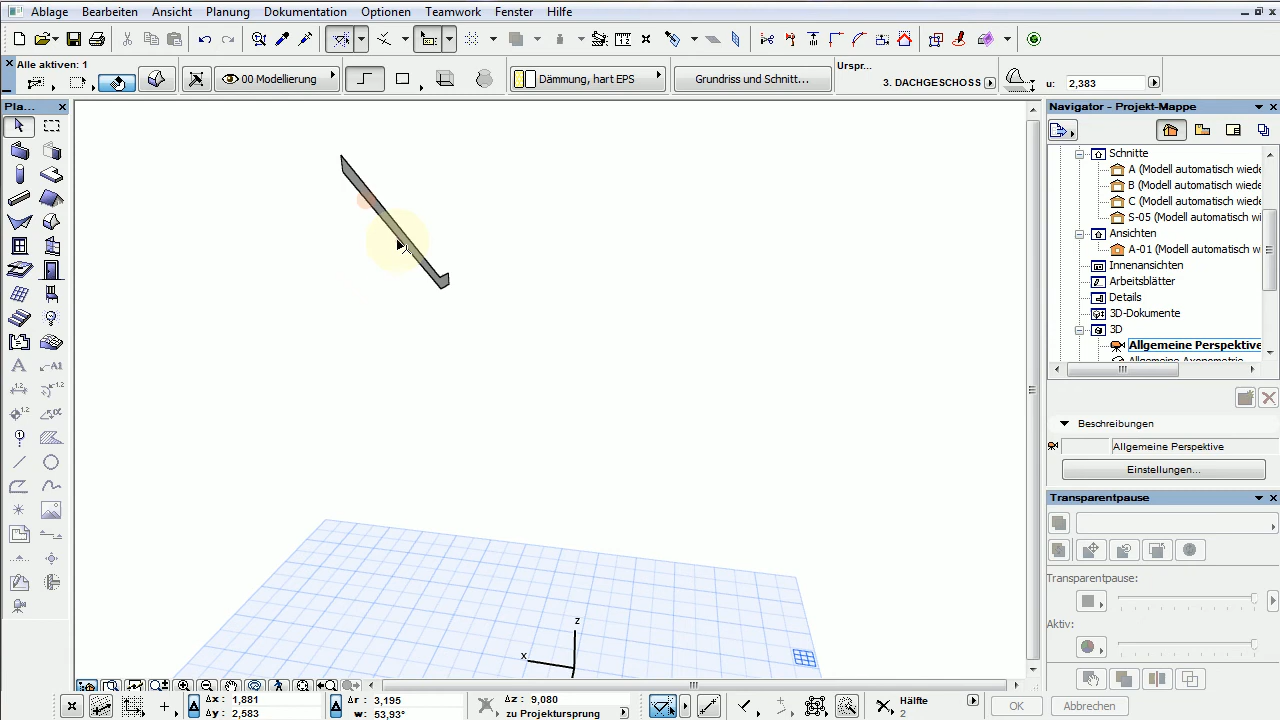 Ablage Bearbeiten Ansicht Planung Dokumentation Optionen Teamwork Fenster Hilfe
Alle aktiven: 1
00 Modellierung
Dämmung, hart EPS
Grundriss und Schnitt...
Urspr...
3. DACHGESCHOSS
u: 2,383
Pla...
Navigator - Projekt-Mappe
Schnitte
A (Modell automatisch wiede
B (Modell automatisch wiede
C (Modell automatisch wiede
S-05 (Modell automatisch wi
Ansichten
A-01 (Modell automatisch w
Innenansichten
Arbeitsblätter
Details
3D-Dokumente
3D
Allgemeine Perspektive
Allgemeine Axonometrie
Beschreibungen
Allgemeine Perspektive
Einstellungen...
Transparentpause
Transparentpause:
Aktiv:
z
x
Δx: 1,881
Δy: 2,583
Δr: 3,195
w: 53,93°
Δz: 9,080
zu Projektursprung
Hälfte
2
OK
Abbrechen